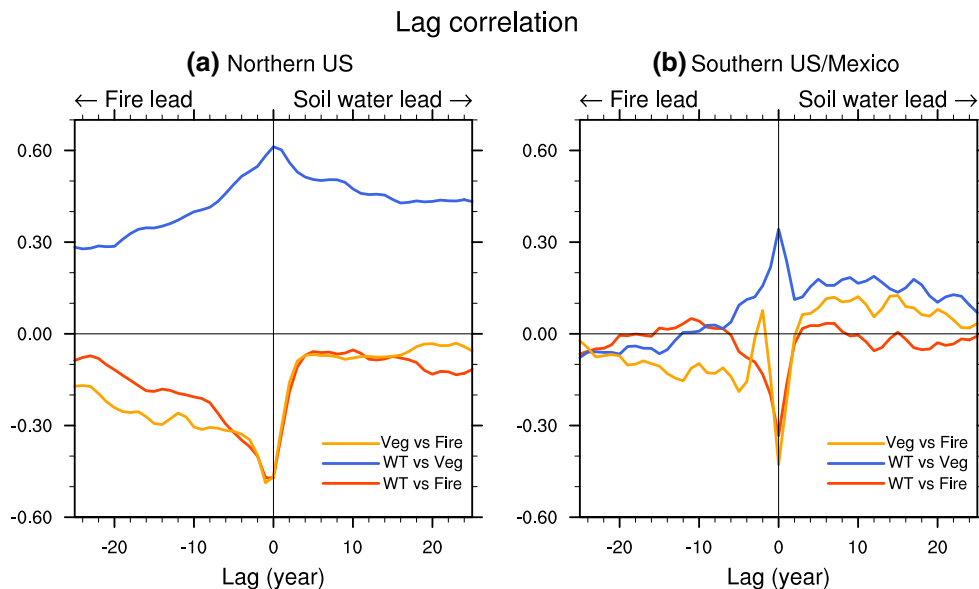 Lag correlation
(a) Northern US
← Fire lead Soil water lead →
0.60
0.30
0.00
-0.30
-0.60
-20 -10 0 10 20
Lag (year)
Veg vs Fire
WT vs Veg
WT vs Fire
(b) Southern US/Mexico
← Fire lead Soil water lead →
0.60
0.30
0.00
-0.30
-0.60
-20 -10 0 10 20
Lag (year)
Veg vs Fire
WT vs Veg
WT vs Fire